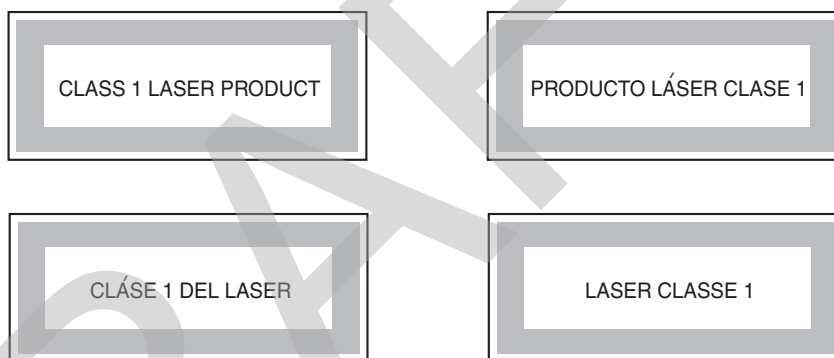 CLASS 1 LASER PRODUCT
PRODUCTO LÁSER CLASE 1
CLÁSE 1 DEL LASER
LASER CLASSE 1